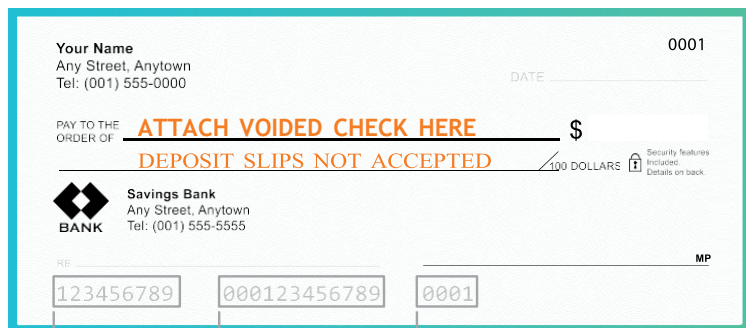 Your Name
0001
Any Street, Anytown
Tel: (001) 555-0000
DATE
PAY TO THE
ORDER OF
ATTACH VOIDED CHECK HERE
$
DEPOSIT SLIPS NOT ACCEPTED
100 DOLLARS
Security features
Included.
Details on back.
BANK
Savings Bank
Any Street, Anytown
Tel: (001) 555-5555
RE
MP
123456789 000123456789 0001